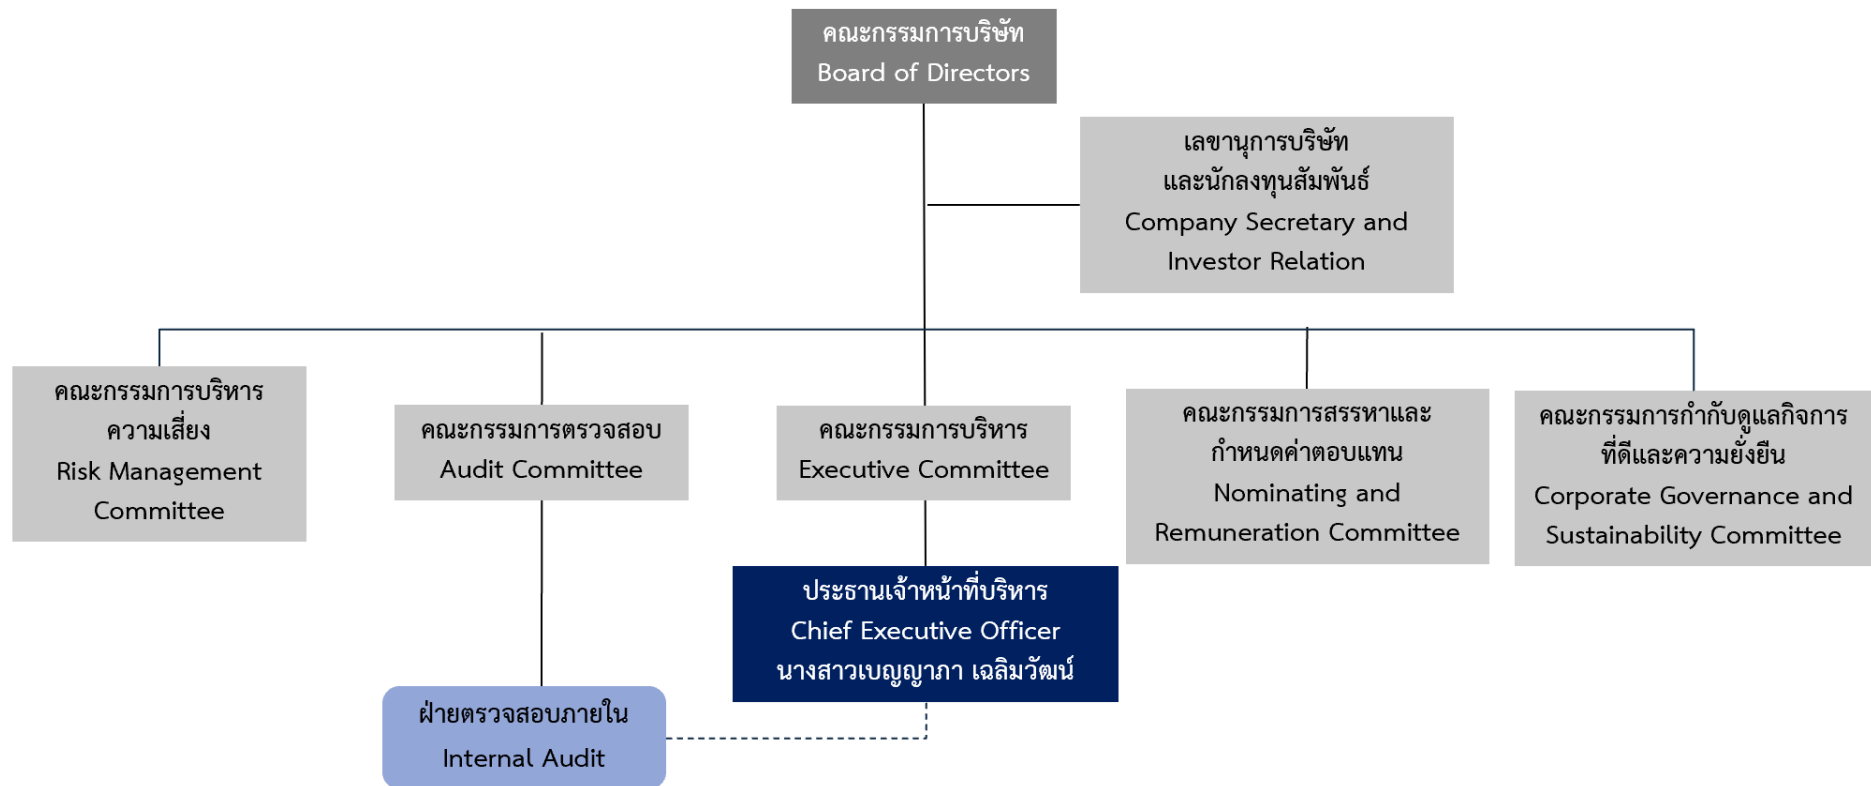 คณะกรรมการบริษัท
Board of Directors
เลขานุการบริษัท
และนักลงทุนสัมพันธ์
Company Secretary and
Investor Relation
คณะกรรมการบริหาร
ความเสี่ยง
Risk Management
Committee
คณะกรรมการตรวจสอบ
Audit Committee
คณะกรรมการบริหาร
Executive Committee
คณะกรรมการสรรหาและ
กำหนดค่าตอบแทน
Nominating and
Remuneration Committee
คณะกรรมการกำกับดูแลกิจการ
ที่ดีและความยั่งยืน
Corporate Governance and
Sustainability Committee
ประธานเจ้าหน้าที่บริหาร
Chief Executive Officer
นางสาวเบญญาภา เฉลิมวัฒน์
ฝ่ายตรวจสอบภายใน
Internal Audit